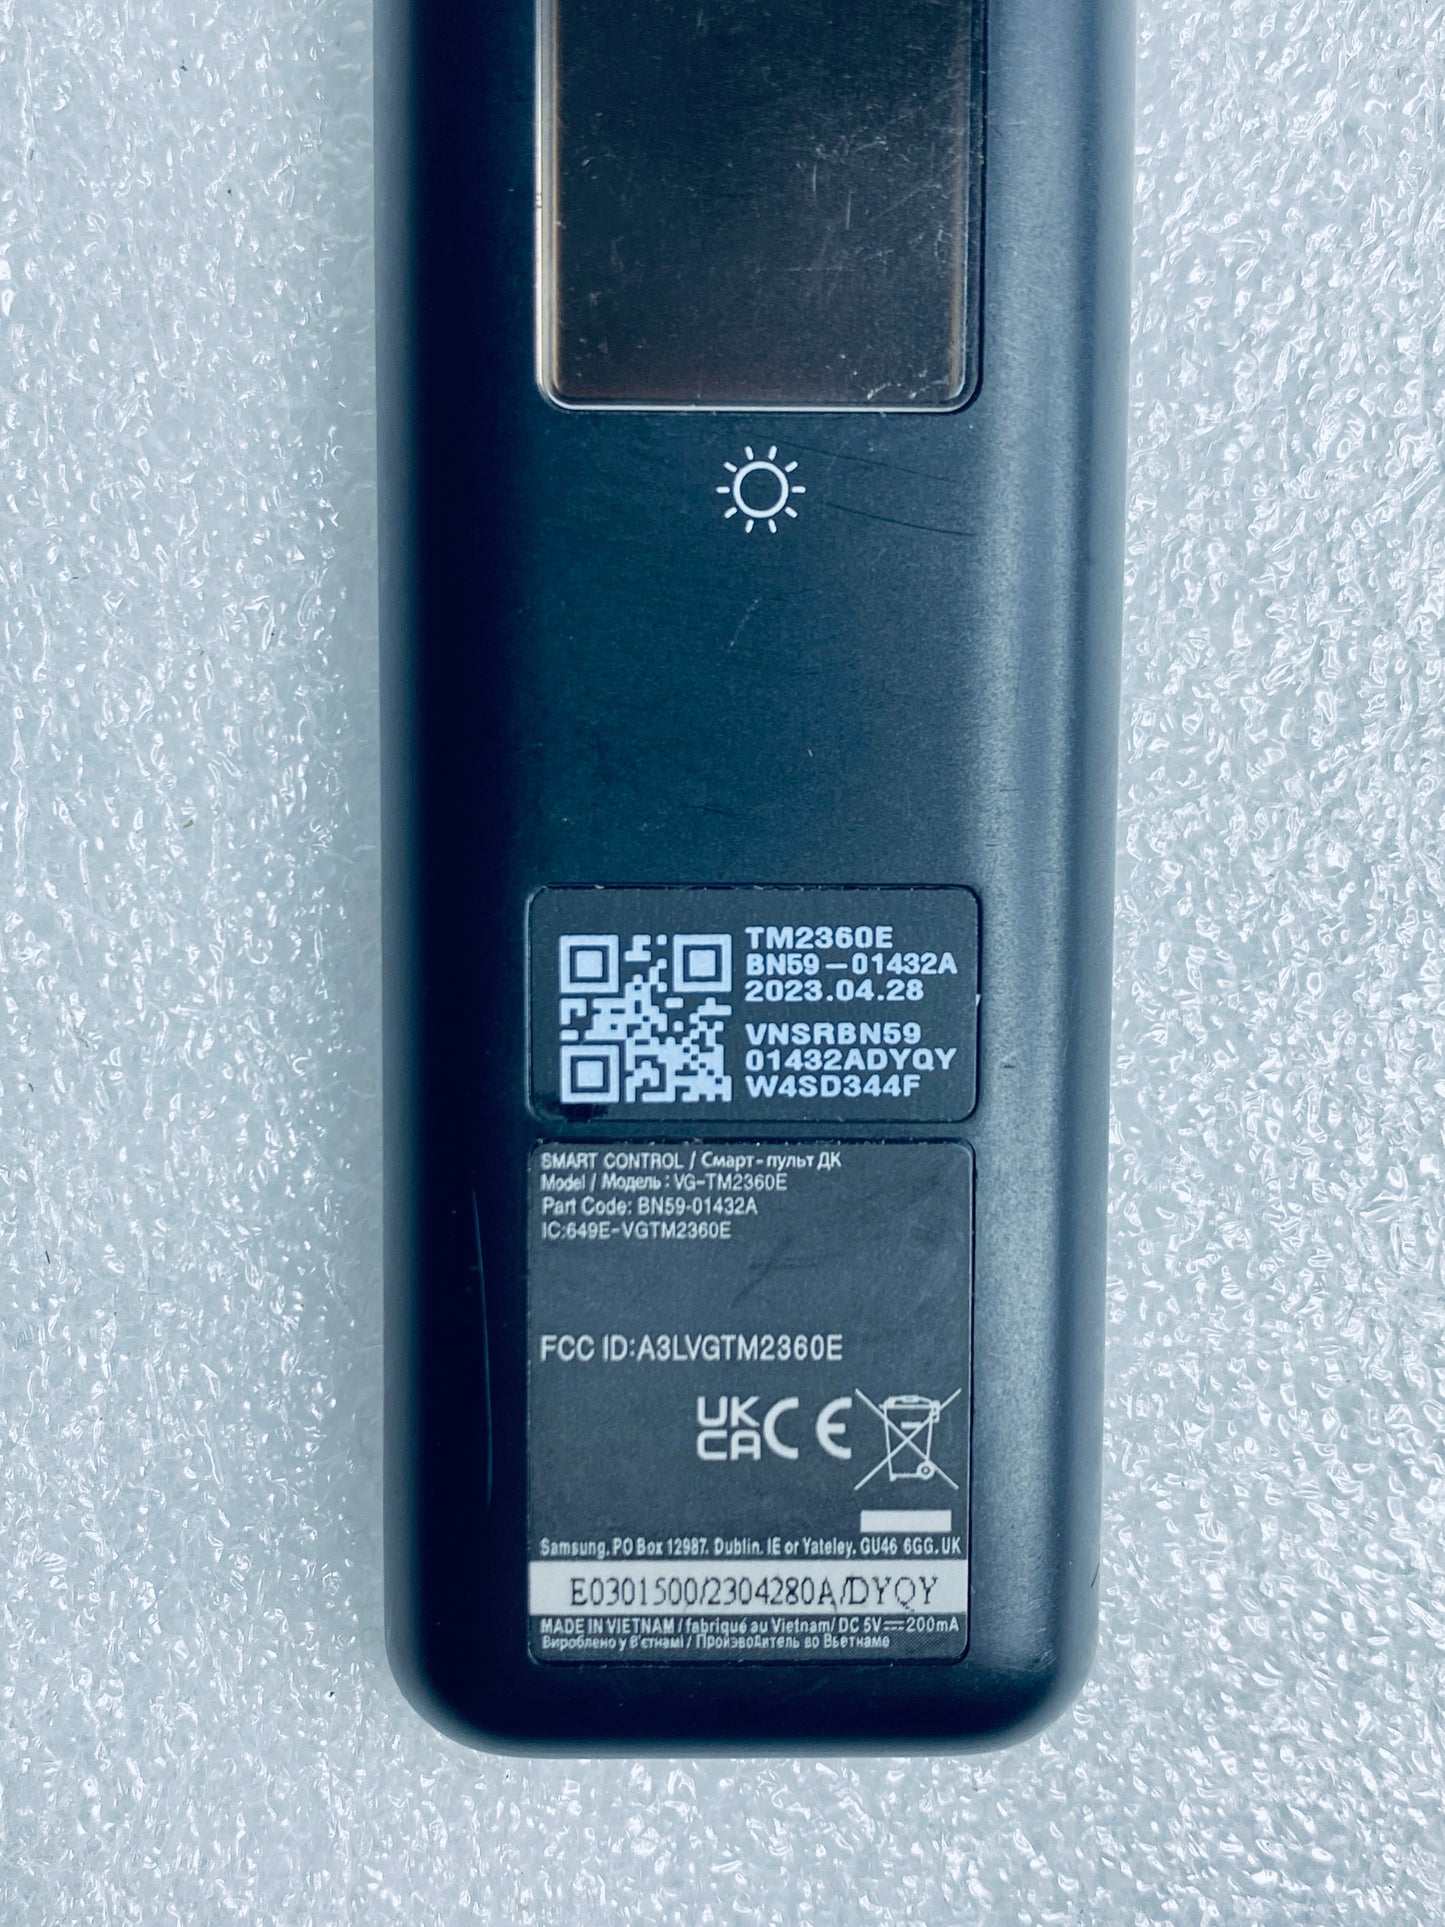 TM2360E
BN59-01432A
2023.04.28
VNSRBN59
01432ADYQY
W4SD344F
SMART CONTROL / Смарт-пульт ДК
Model / Модель : VG-TM2360E
Part Code: BN59-01432A
IC:649E-VGTM2360E
FCC ID:A3LVGTM2360E
UK
CA CE
Samsung, PO Box 12987, Dublin, IE or Yateley, GU46 6GG, UK
E0301500/2304280A/DYQY
MADE IN VIETNAM / fabriqué au Vietnam/ DC 5V⎓200mA
Вироблено у В'єтнамі / Производитель во Вьетнаме